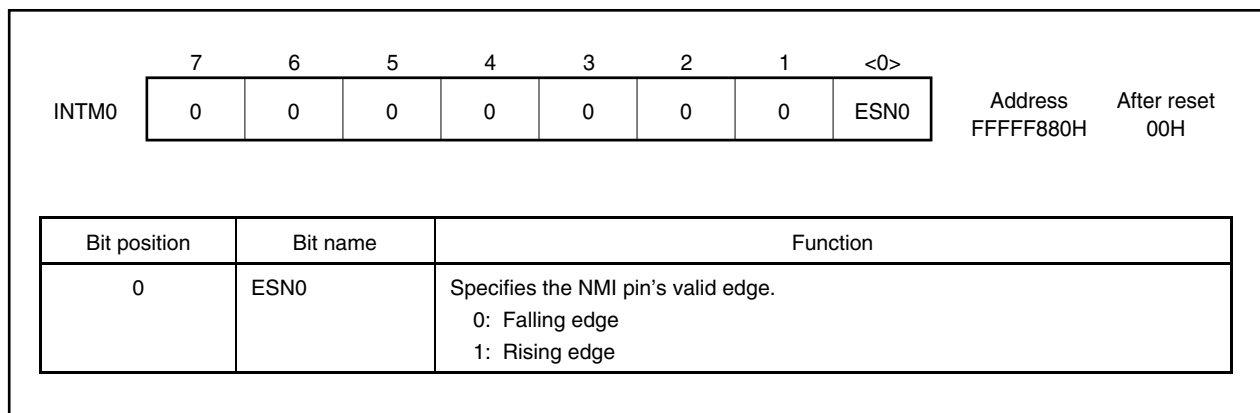 7 6 5 4 3 2 1 <0>
INTM0 0 0 0 0 0 0 0 ESN0 Address After reset
FFFFF880H 00H
Bit position Bit name Function
0 ESN0 Specifies the NMI pin's valid edge.
0: Falling edge
1: Rising edge